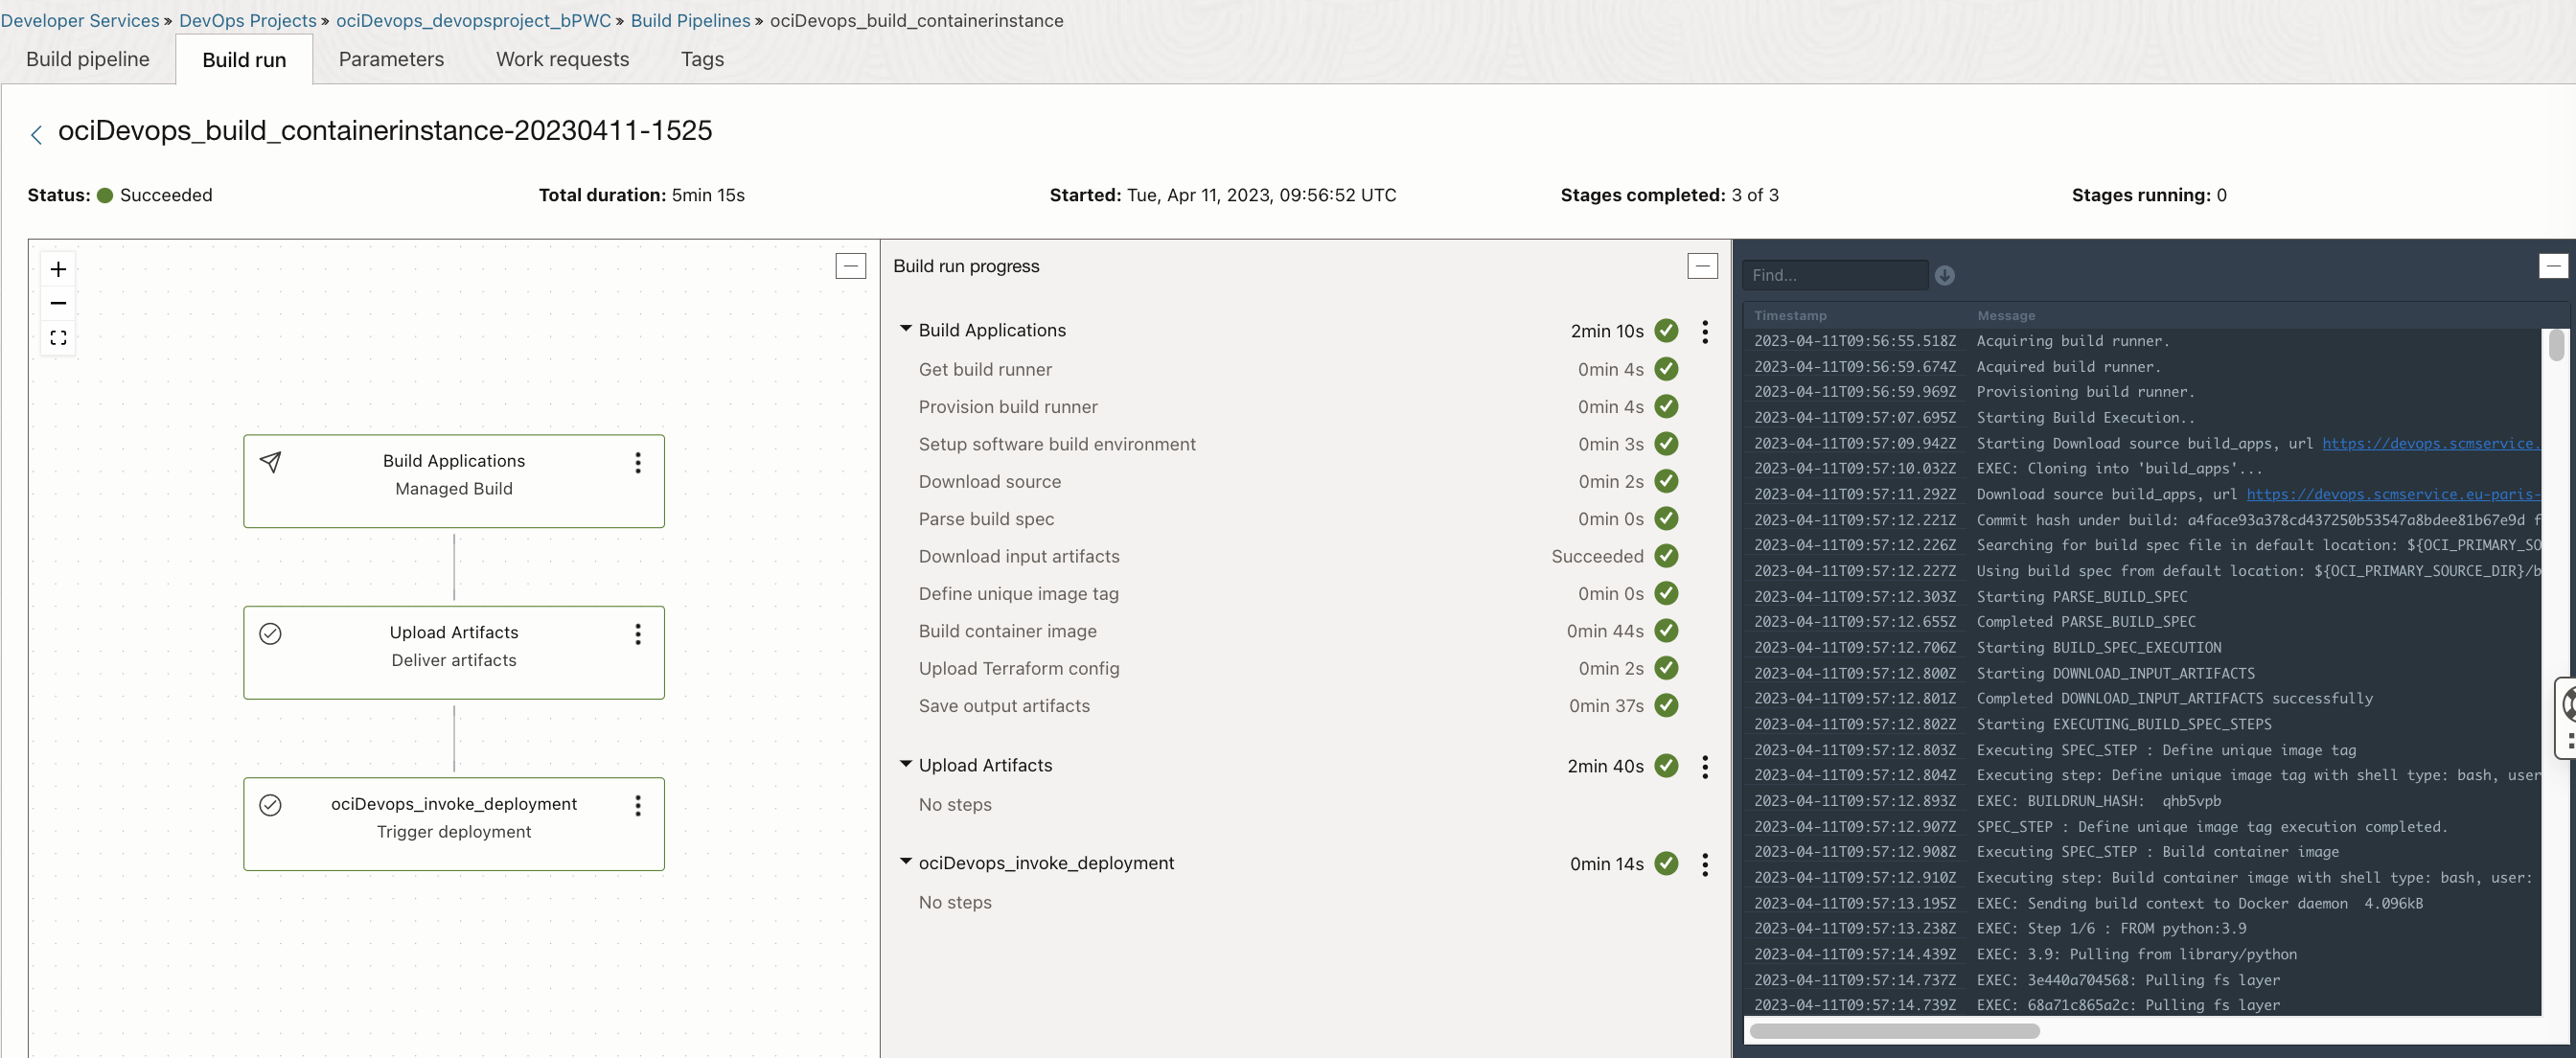 Developer Services » DevOps Projects » ociDevops_devopsproject_bPWC » Build Pipelines » ociDevops_build_containerinstance
Build pipeline Build run Parameters Work requests Tags
ociDevops_build_containerinstance-20230411-1525
Status: Succeeded Total duration: 5min 15s Started: Tue, Apr 11, 2023, 09:56:52 UTC Stages completed: 3 of 3 Stages running: 0
Build Applications
Managed Build
Upload Artifacts
Deliver artifacts
ociDevops_invoke_deployment
Trigger deployment
Build run progress
Build Applications 2min 10s
Get build runner 0min 4s
Provision build runner 0min 4s
Setup software build environment 0min 3s
Download source 0min 2s
Parse build spec 0min 0s
Download input artifacts Succeeded
Define unique image tag 0min 0s
Build container image 0min 44s
Upload Terraform config 0min 2s
Save output artifacts 0min 37s
Upload Artifacts 2min 40s
No steps
ociDevops_invoke_deployment 0min 14s
No steps
Find...
Timestamp Message
2023-04-11T09:56:55.518Z Acquiring build runner.
2023-04-11T09:56:59.674Z Acquired build runner.
2023-04-11T09:56:59.969Z Provisioning build runner.
2023-04-11T09:57:07.695Z Starting Build Execution..
2023-04-11T09:57:09.942Z Starting Download source build_apps, url https://devops.scmservice.
2023-04-11T09:57:10.032Z EXEC: Cloning into 'build_apps'...
2023-04-11T09:57:11.292Z Download source build_apps, url https://devops.scmservice.eu-paris-
2023-04-11T09:57:12.221Z Commit hash under build: a4face93a378cd437250b53547a8bdee81b67e9d f
2023-04-11T09:57:12.226Z Searching for build spec file in default location: ${OCI_PRIMARY_SO
2023-04-11T09:57:12.227Z Using build spec from default location: ${OCI_PRIMARY_SOURCE_DIR}/b
2023-04-11T09:57:12.303Z Starting PARSE_BUILD_SPEC
2023-04-11T09:57:12.655Z Completed PARSE_BUILD_SPEC
2023-04-11T09:57:12.706Z Starting BUILD_SPEC_EXECUTION
2023-04-11T09:57:12.800Z Starting DOWNLOAD_INPUT_ARTIFACTS
2023-04-11T09:57:12.801Z Completed DOWNLOAD_INPUT_ARTIFACTS successfully
2023-04-11T09:57:12.802Z Starting EXECUTING_BUILD_SPEC_STEPS
2023-04-11T09:57:12.803Z Executing SPEC_STEP : Define unique image tag
2023-04-11T09:57:12.804Z Executing step: Define unique image tag with shell type: bash, user
2023-04-11T09:57:12.893Z EXEC: BUILDRUN_HASH: qhb5vpb
2023-04-11T09:57:12.907Z SPEC_STEP : Define unique image tag execution completed.
2023-04-11T09:57:12.908Z Executing SPEC_STEP : Build container image
2023-04-11T09:57:12.910Z Executing step: Build container image with shell type: bash, user:
2023-04-11T09:57:13.195Z EXEC: Sending build context to Docker daemon 4.096kB
2023-04-11T09:57:13.238Z EXEC: Step 1/6 : FROM python:3.9
2023-04-11T09:57:14.439Z EXEC: 3.9: Pulling from library/python
2023-04-11T09:57:14.737Z EXEC: 3e440a704568: Pulling fs layer
2023-04-11T09:57:14.739Z EXEC: 68a71c865a2c: Pulling fs layer